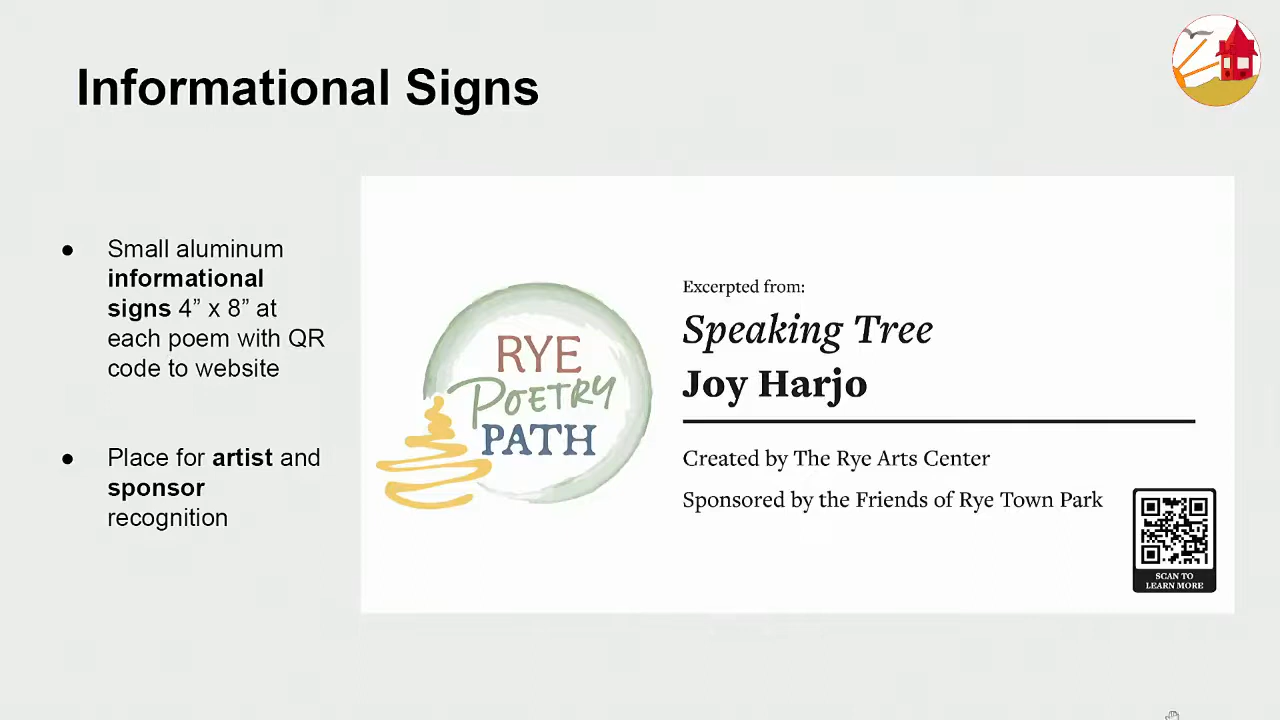 Informational Signs
● Small aluminum
informational
signs 4” x 8” at
each poem with QR
code to website
● Place for artist and
sponsor
recognition
RYE
POETRY
PATH
Excerpted from:
Speaking Tree
Joy Harjo
Created by The Rye Arts Center
Sponsored by the Friends of Rye Town Park
SCAN TO
LEARN MORE